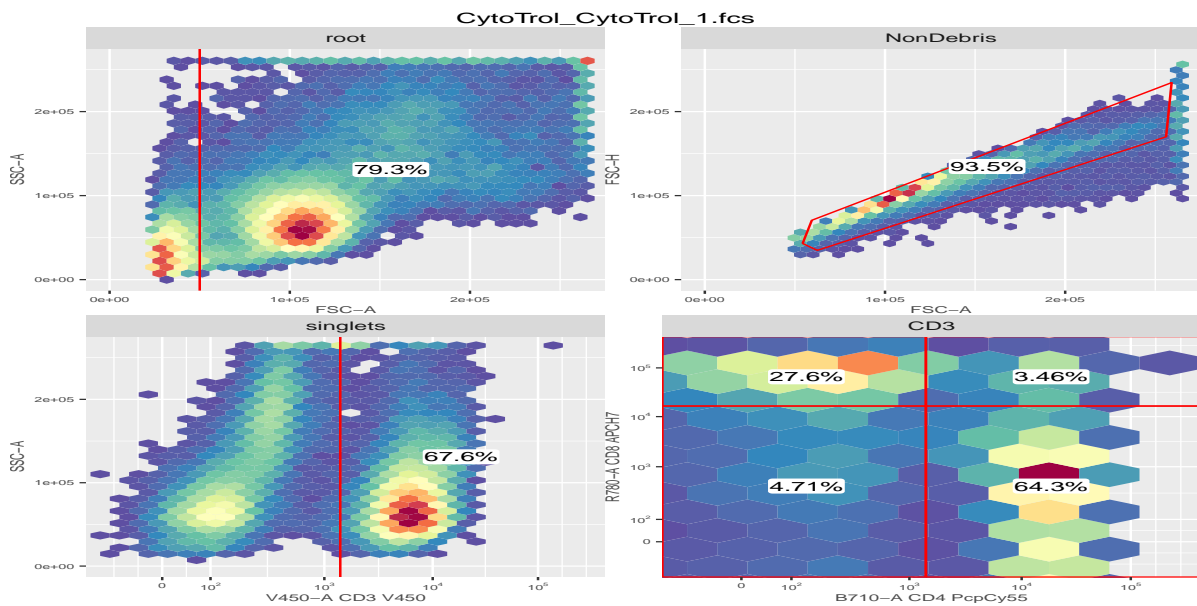 CytoTrol_CytoTrol_1.fcs
root
NonDebris
SSC-A
2e+05
1e+05
0e+00
79.3%
0e+00 1e+05 2e+05
FSC-A
FSC-H
2e+05
1e+05
0e+00
93.5%
0e+00 1e+05 2e+05
FSC-A
singlets
CD3
SSC-A
2e+05
1e+05
0e+00
67.6%
0 10² 10³ 10⁴ 10⁵
V450-A CD3 V450
R780-A CD8 APCH7
10⁵
10⁴
10³
10²
0
27.6% 3.46%
4.71% 64.3%
0 10³ 10⁴ 10⁵
B710-A CD4 PcpCy55